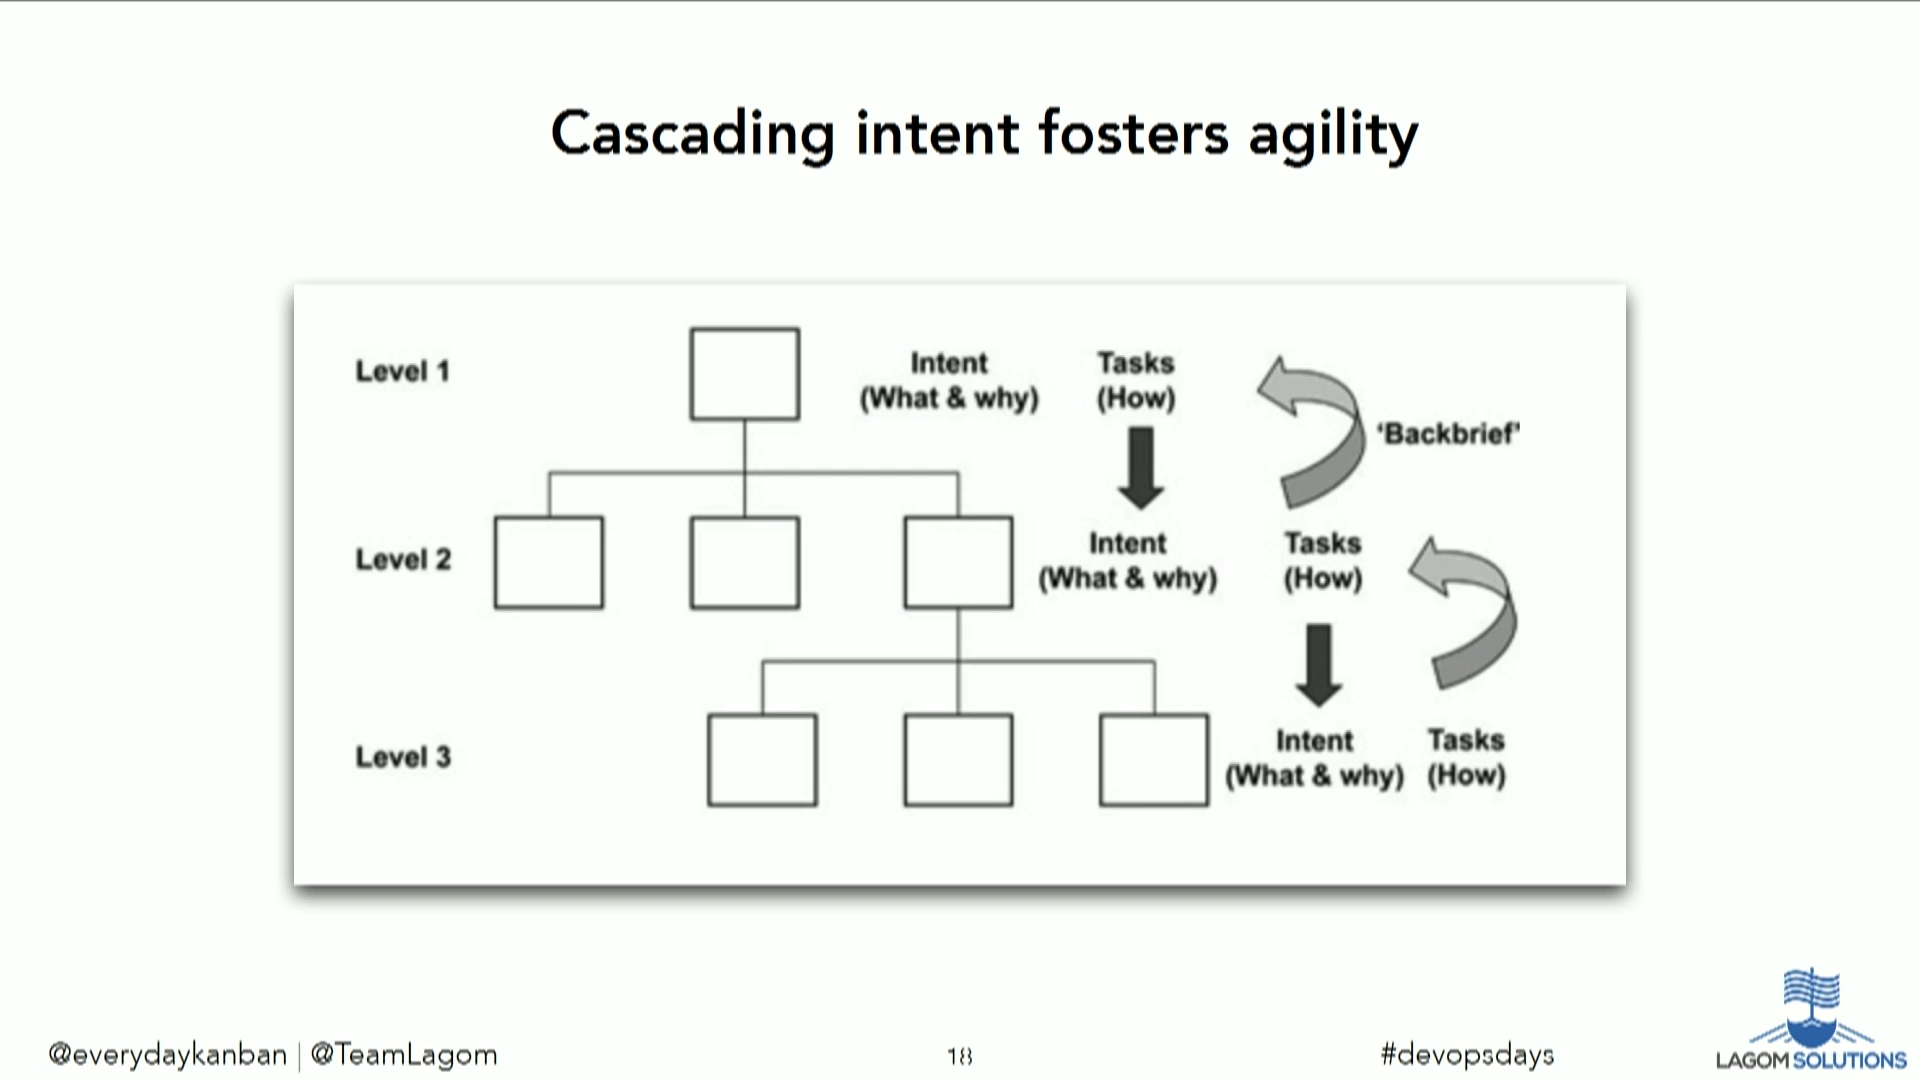 Cascading intent fosters agility
Level 1
Intent
(What & why)
Tasks
(How)
‘Backbrief’
Level 2
Intent
(What & why)
Tasks
(How)
Level 3
Intent
(What & why)
Tasks
(How)
@everydaykanban | @TeamLagom
18
#devopsdays
LAGOM SOLUTIONS